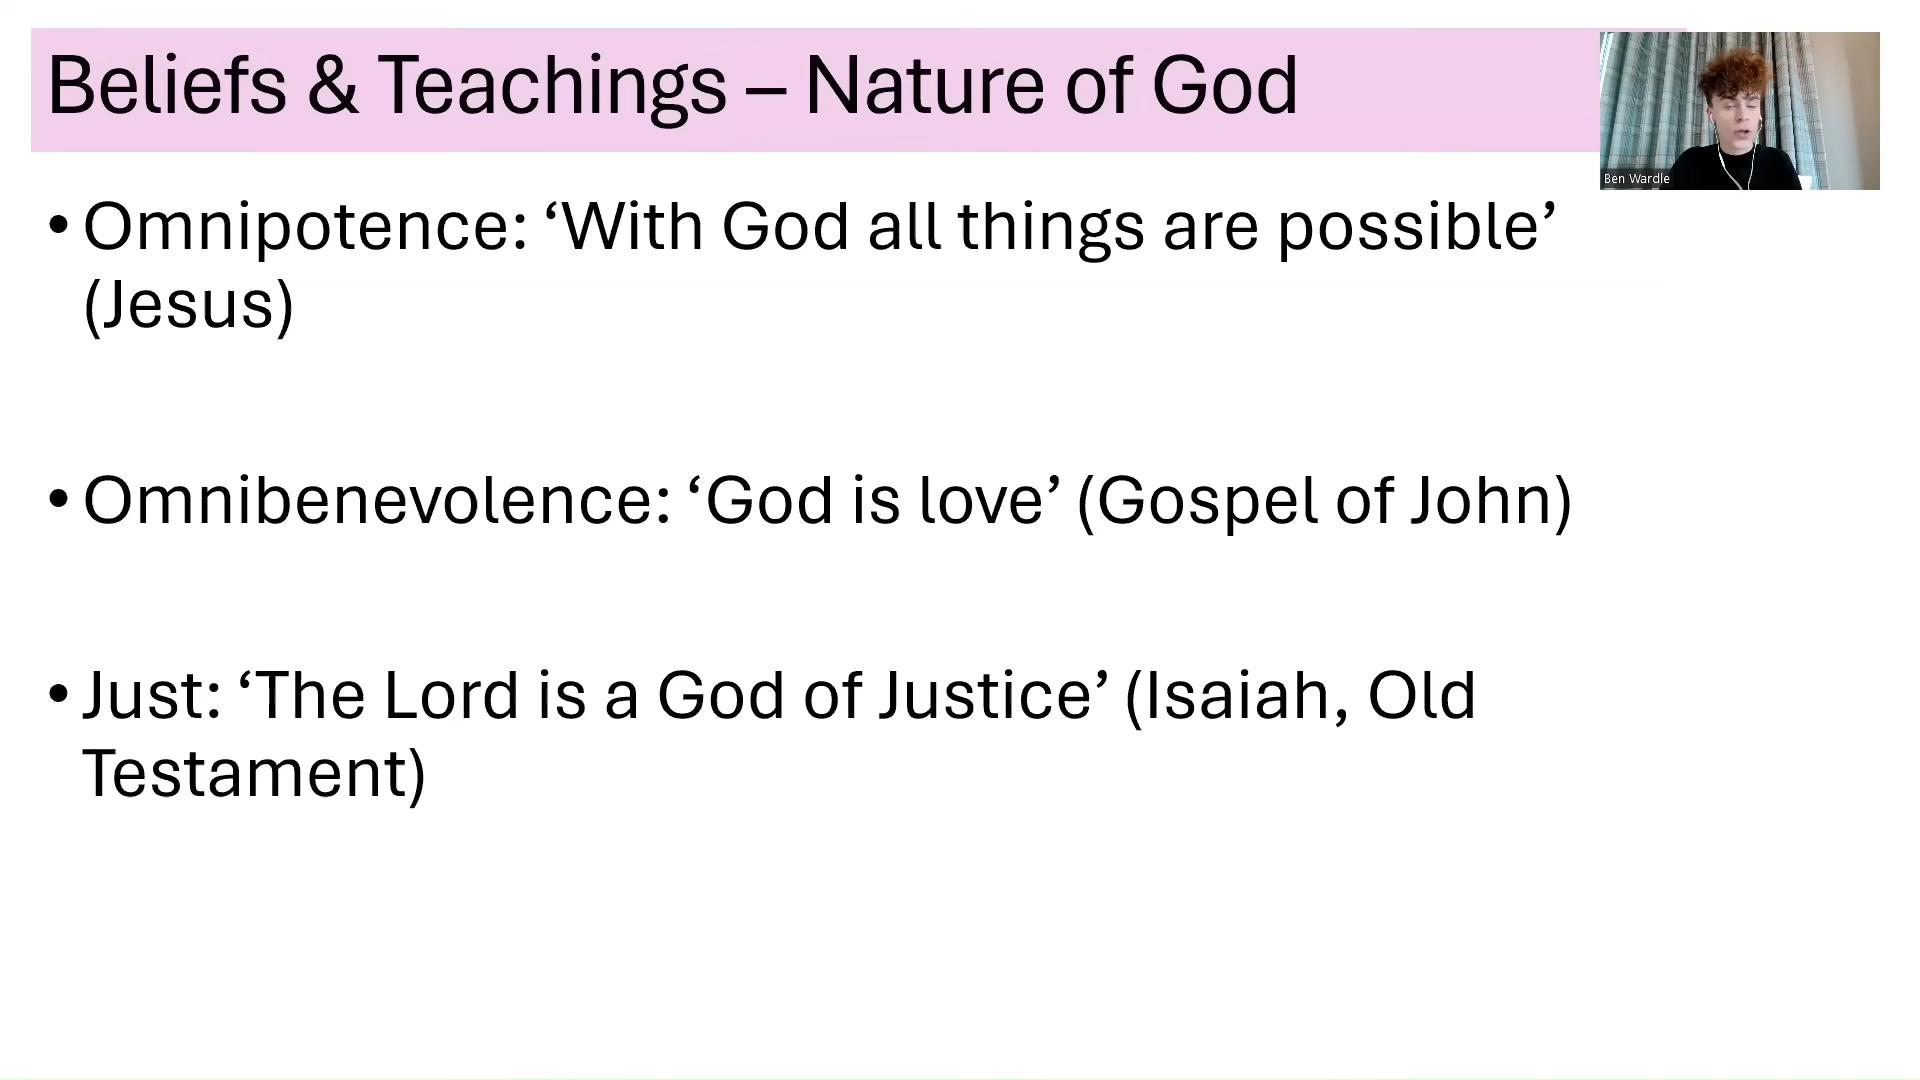 Beliefs & Teachings – Nature of God
Ben Wardle
• Omnipotence: ‘With God all things are possible’
(Jesus)
• Omnibenevolence: ‘God is love’ (Gospel of John)
• Just: ‘The Lord is a God of Justice’ (Isaiah, Old
Testament)